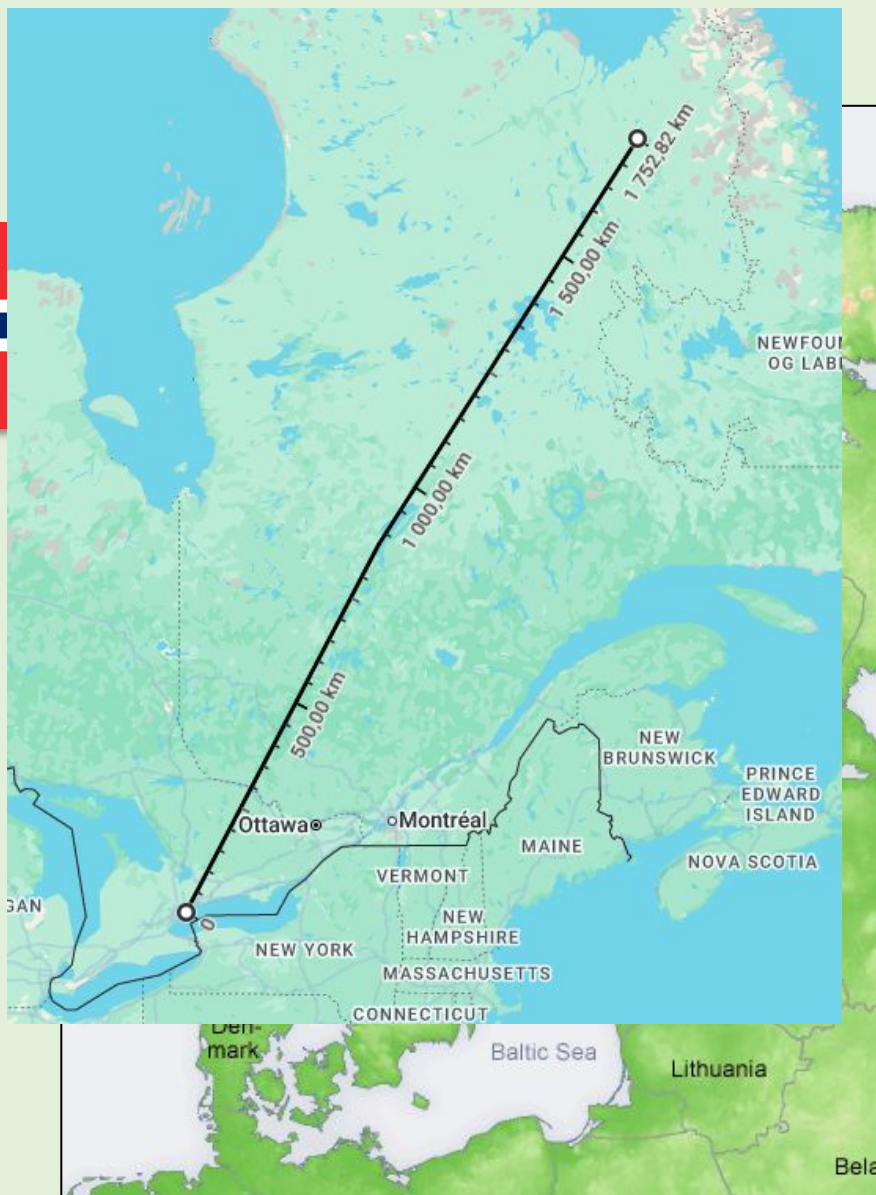 1 752,82 km
1 500,00 km
NEWFOU
OG LAB
1 000,00 km
500,00 km
NEW
BRUNSWICK
PRINCE
EDWARD
ISLAND
Ottawa
Montréal
MAINE
NOVA SCOTIA
VERMONT
GAN
0
NEW
HAMPSHIRE
NEW YORK
MASSACHUSETTS
CONNECTICUT
Den-
mark
Baltic Sea
Lithuania
Bela